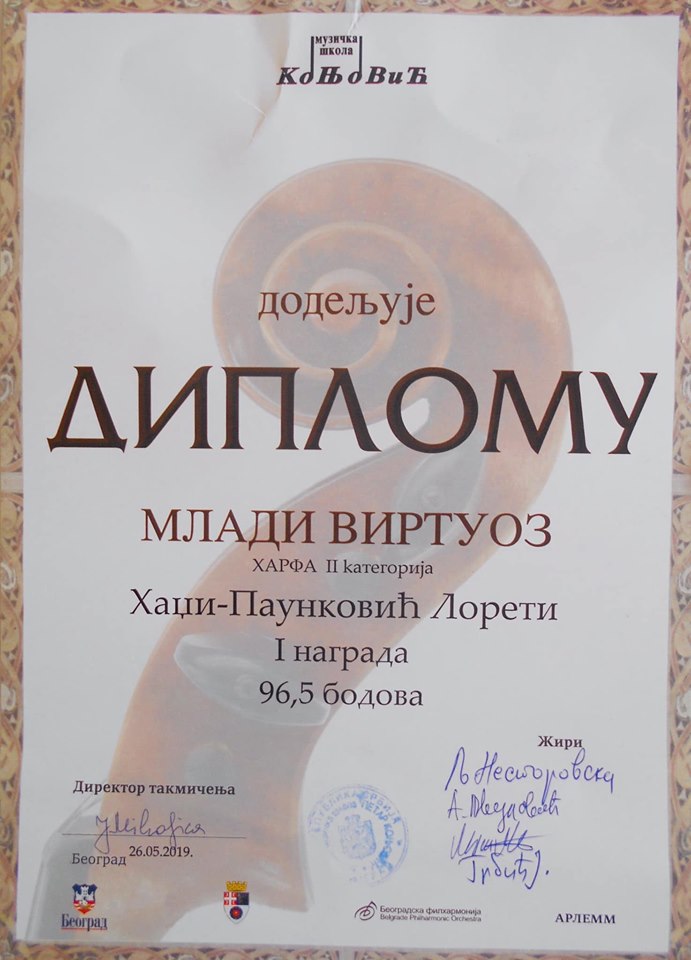 музичка
школа
КоЊоВиЋ
додељује
ДИПЛОМУ
МЛАДИ ВИРТУОЗ
ХАРФА II категорија
Хаџи-Паунковић Лорети
I награда
96,5 бодова
Жири
Љ Несторовска
Директор такмичења
Београд 26.05.2019.
Београд
Београдска филхармонија
Belgrade Philharmonic Orchestra
АРЛЕММ